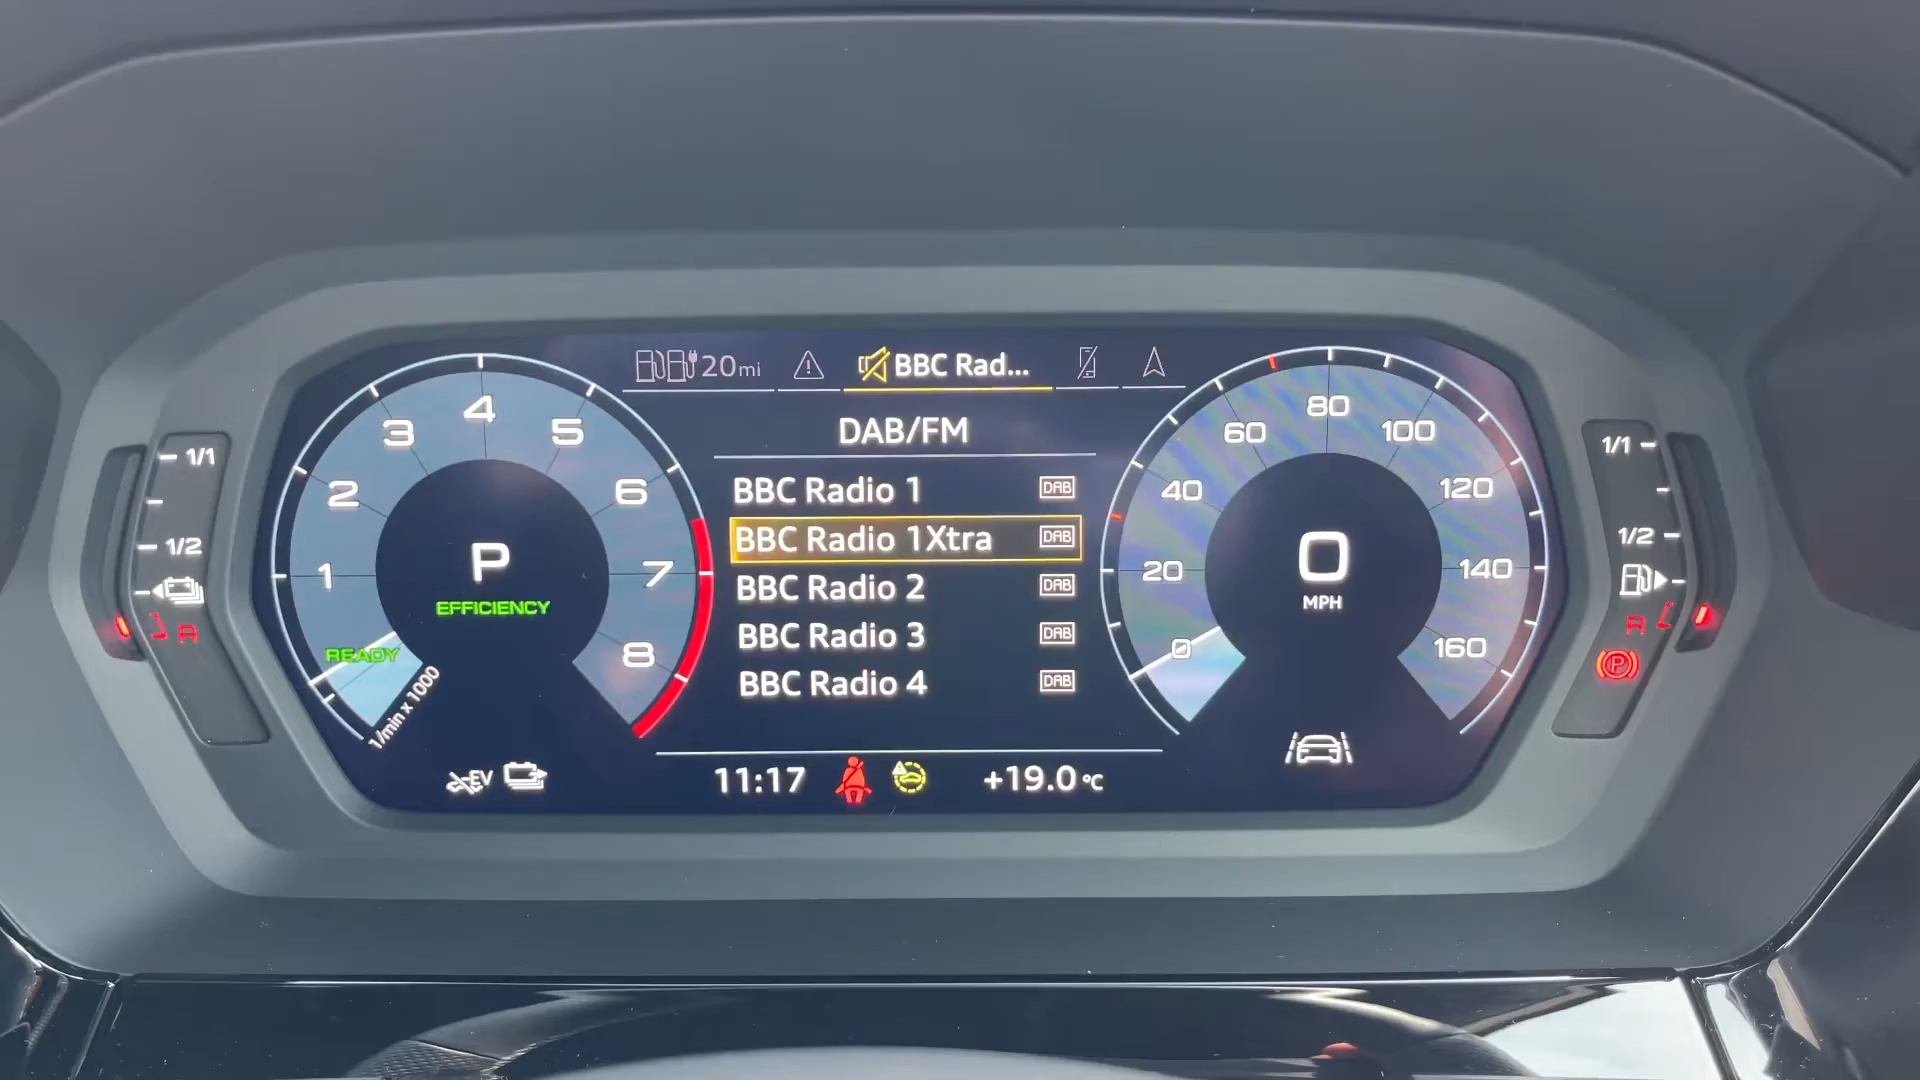 20mi
BBC Rad...
DAB/FM
BBC Radio 1 DAB
BBC Radio 1Xtra DAB
BBC Radio 2 DAB
BBC Radio 3 DAB
BBC Radio 4 DAB
11:17
+19.0°C
1
2
3
4
5
6
7
8
P
EFFICIENCY
READY
1/min x 1000
EV
0
20
40
60
80
100
120
140
160
0
MPH
1/1
1/2
1/1
1/2
P